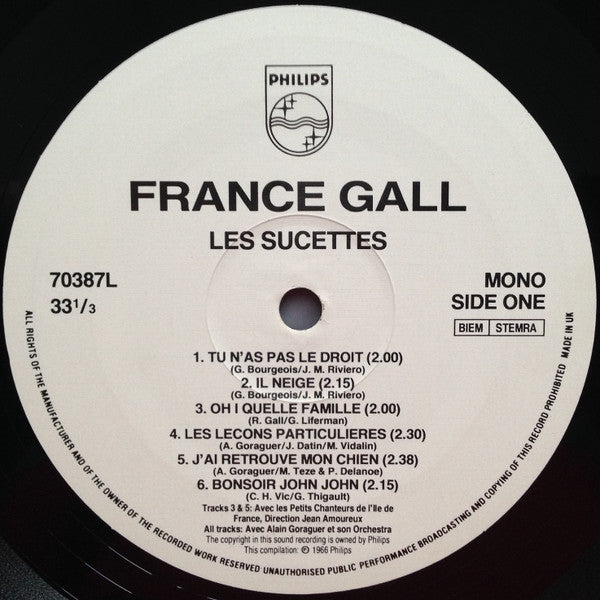 PHILIPS
FRANCE GALL
LES SUCETTES
70387L
33 1/3
MONO
SIDE ONE
BIEM STEMRA
1. TU N'AS PAS LE DROIT (2.00)
(G. Bourgeois/J. M. Riviero)
2. IL NEIGE (2.15)
(G. Bourgeois/J. M. Riviero)
3. OH I QUELLE FAMILLE (2.00)
(R. Gall/G. Liferman)
4. LES LECONS PARTICULIERES (2.30)
(A. Goraguer/J. Datin/M. Vidalin)
5. J'AI RETROUVE MON CHIEN (2.38)
(A. Goraguer/M. Teze & P. Delanoe)
6. BONSOIR JOHN JOHN (2.15)
(C. H. Vic/G. Thigault)
Tracks 3 & 5: Avec les Petits Chanteurs de l'Ile de
France, Direction Jean Amoureux
All tracks: Avec Alain Goraguer et son Orchestra
The copyright in this sound recording is owned by Philips
This compilation: ℗ 1966 Philips
ALL RIGHTS OF THE MANUFACTURER AND OF THE OWNER OF THE RECORDED WORK RESERVED UNAUTHORISED PUBLIC PERFORMANCE BROADCASTING AND COPYING OF THIS RECORD PROHIBITED MADE IN UK